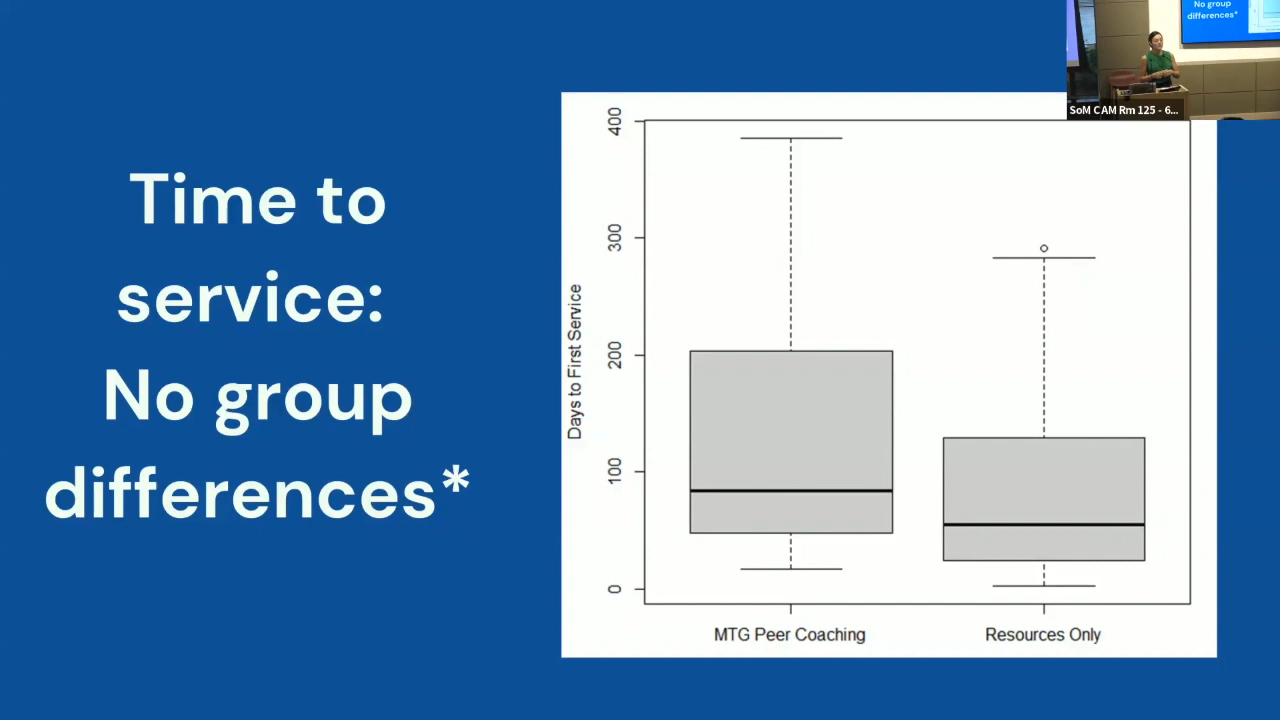 Time to
service:
No group
differences*
No group
differences*
SoM CAM Rm 125 - 6...
400
300
200
100
0
Days to First Service
MTG Peer Coaching
Resources Only